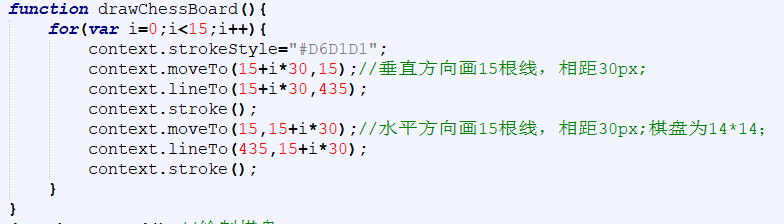 function drawChessBoard(){
for(var i=0;i<15;i++){
context.strokeStyle="#D6D1D1";
context.moveTo(15+i*30,15);//垂直方向画15根线，相距30px;
context.lineTo(15+i*30,435);
context.stroke();
context.moveTo(15,15+i*30);//水平方向画15根线，相距30px;棋盘为14*14;
context.lineTo(435,15+i*30);
context.stroke();
}
}